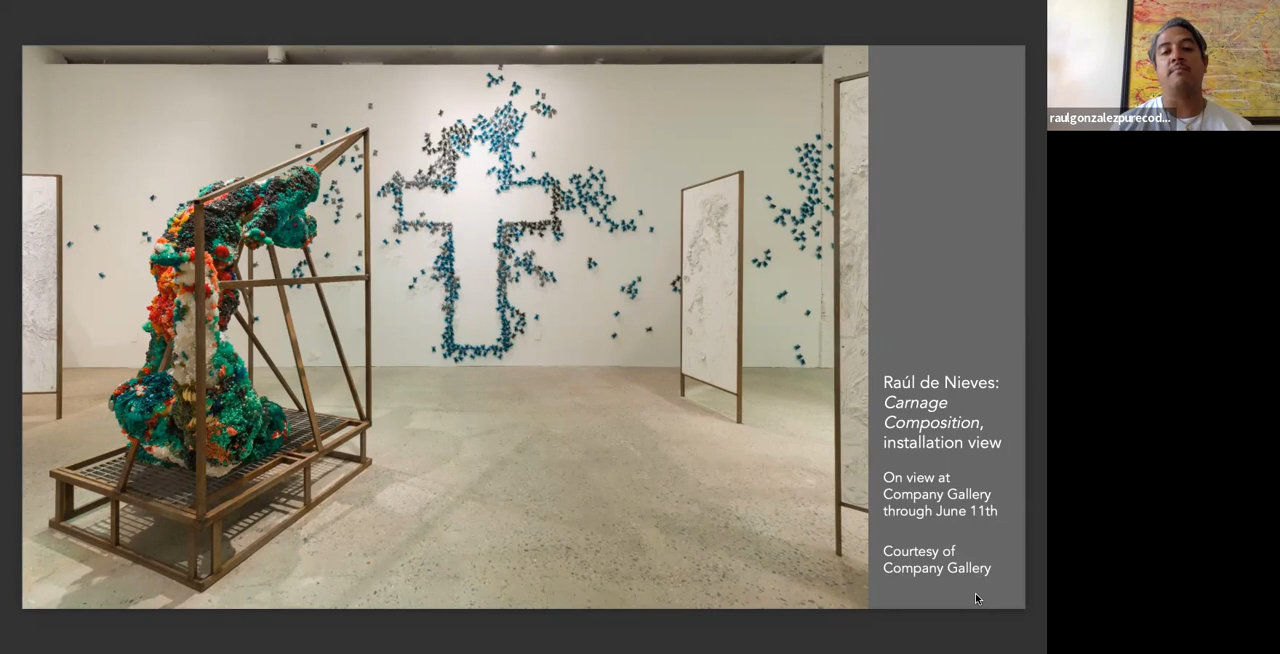 raulgonzalezpurecod...
Raúl de Nieves:
Carnage
Composition,
installation view
On view at
Company Gallery
through June 11th
Courtesy of
Company Gallery